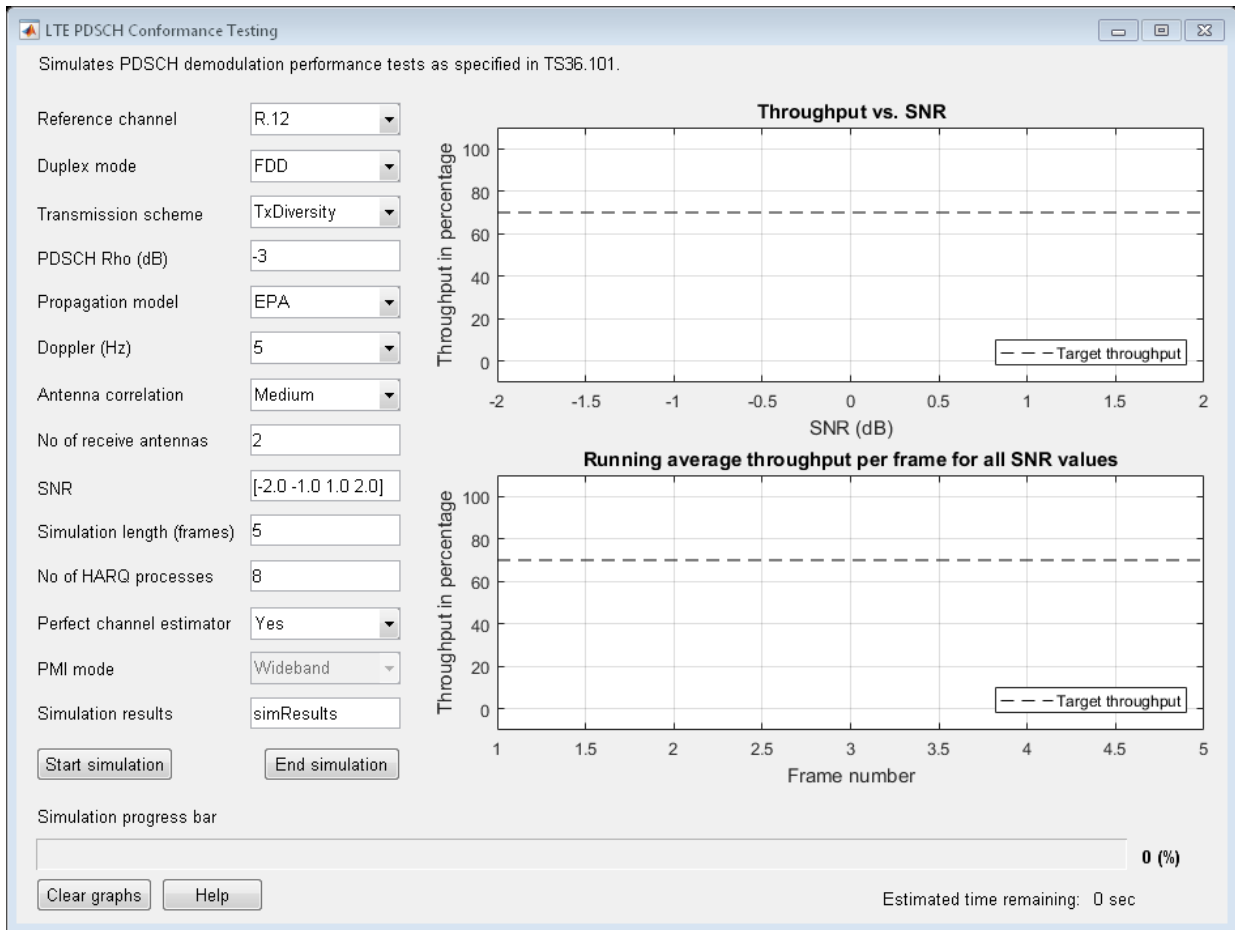 LTE PDSCH Conformance Testing
Simulates PDSCH demodulation performance tests as specified in TS36.101.
Reference channel R.12
Duplex mode FDD
Transmission scheme TxDiversity
PDSCH Rho (dB) -3
Propagation model EPA
Doppler (Hz) 5
Antenna correlation Medium
No of receive antennas 2
SNR [-2.0 -1.0 1.0 2.0]
Simulation length (frames) 5
No of HARQ processes 8
Perfect channel estimator Yes
PMI mode Wideband
Simulation results simResults
Start simulation End simulation
Throughput vs. SNR
Throughput in percentage
100
80
60
40
20
0
Target throughput
-2 -1.5 -1 -0.5 0 0.5 1 1.5 2
SNR (dB)
Running average throughput per frame for all SNR values
Throughput in percentage
100
80
60
40
20
0
Target throughput
1 1.5 2 2.5 3 3.5 4 4.5 5
Frame number
Simulation progress bar
0 (%)
Clear graphs Help
Estimated time remaining: 0 sec